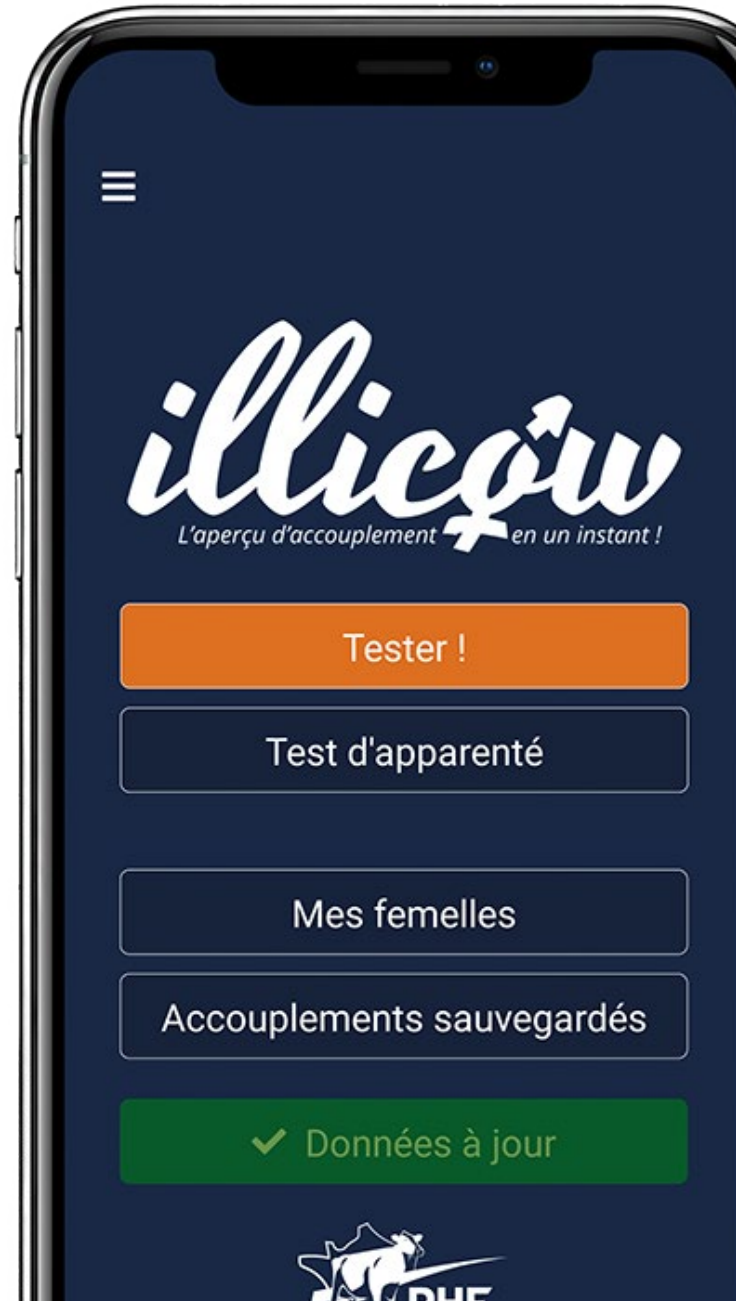 illicow
L'aperçu d'accouplement en un instant !
Tester !
Test d'apparenté
Mes femelles
Accouplements sauvegardés
Données à jour